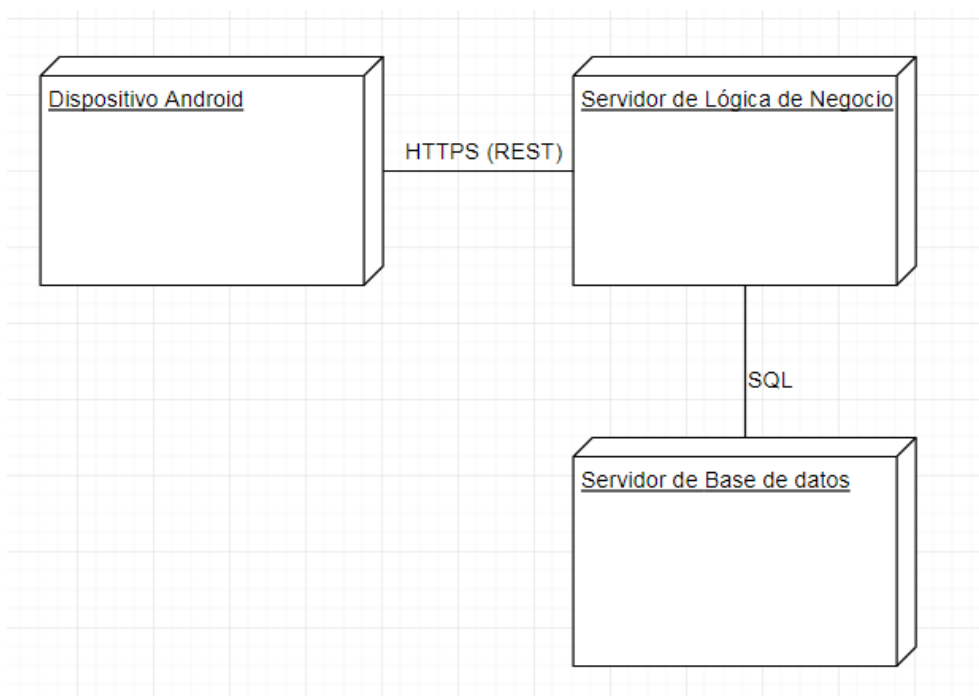 Dispositivo Android
Servidor de Lógica de Negocio
HTTPS (REST)
SQL
Servidor de Base de datos